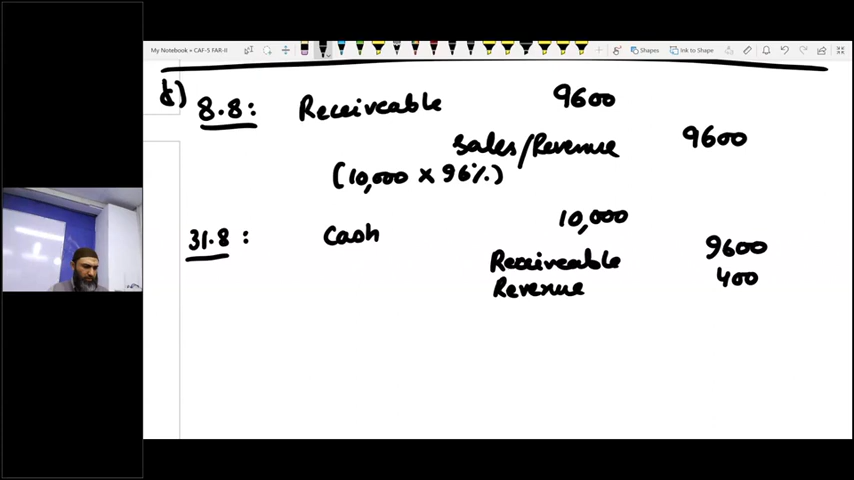 My Notebook » CAF-5 FAR-II
Shapes
Ink to Shape
d)
8.8: Receiveable 9600
Sales/Revenue 9600
(10,000 x 96%)
31.8: Cash 10,000
Receiveable 9600
Revenue 400